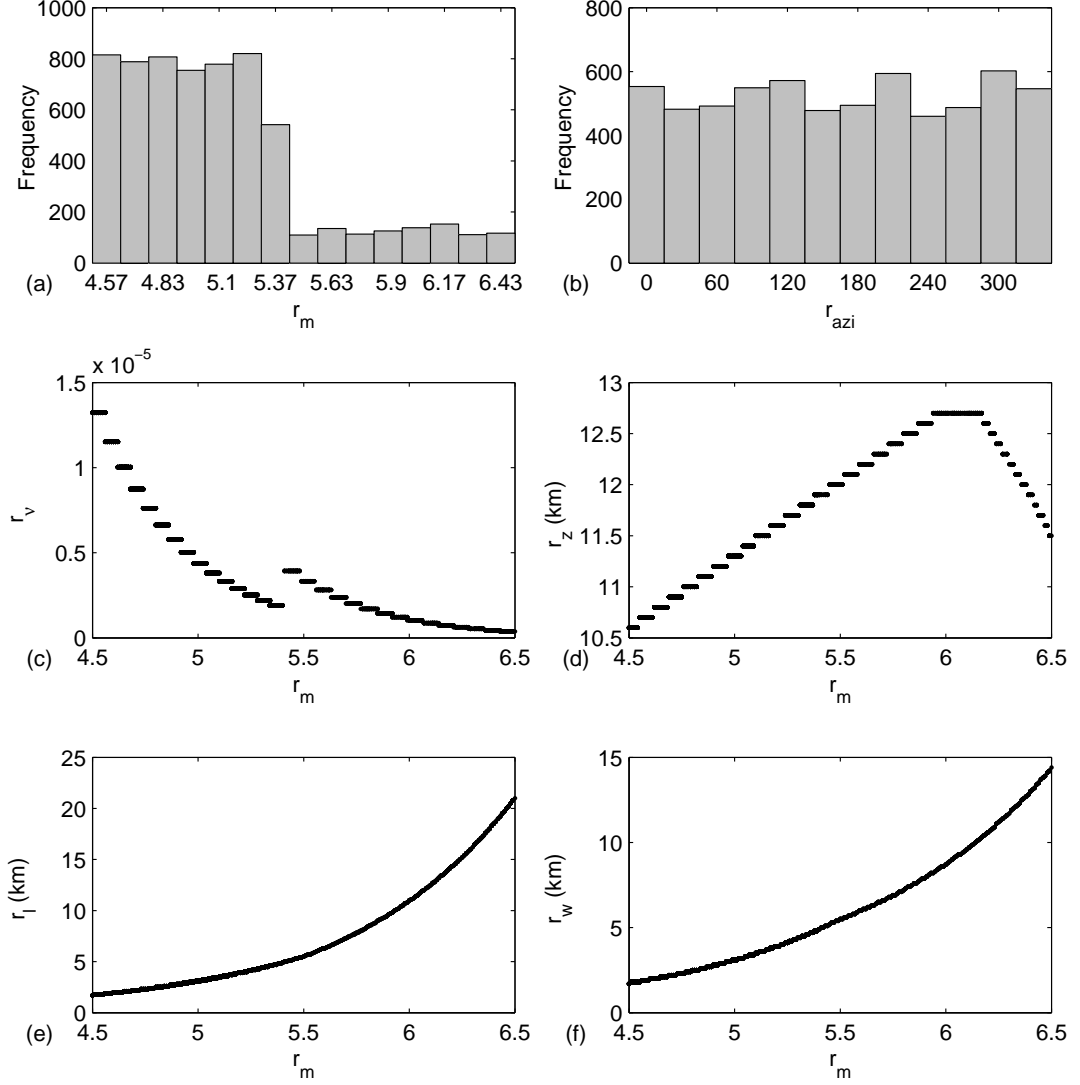 1000
800
600
400
200
0
Frequency
4.57 4.83 5.1 5.37 5.63 5.9 6.17 6.43
(a)
r_m
800
600
400
200
0
Frequency
0 60 120 180 240 300
(b)
r_azi
x 10^-5
1.5
1
0.5
0
r_ν
4.5 5 5.5 6 6.5
(c)
r_m
13
12.5
12
11.5
11
10.5
r_z (km)
4.5 5 5.5 6 6.5
(d)
r_m
25
20
15
10
5
0
r_l (km)
4.5 5 5.5 6 6.5
(e)
r_m
15
10
5
0
r_w (km)
4.5 5 5.5 6 6.5
(f)
r_m